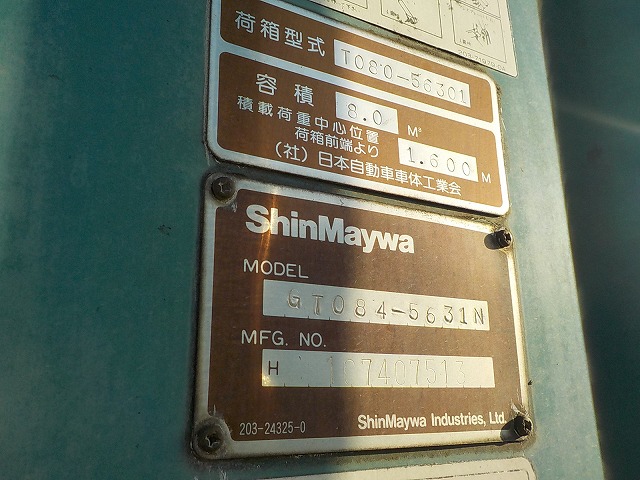 荷箱型式 T080-56301
容積 8.0 M³
積載荷重中心位置
荷箱前端より 1.600 M
(社)日本自動車車体工業会
ShinMaywa
MODEL
GT084-5631N
MFG. NO.
H 107407513
203-24325-0 ShinMaywa Industries, Ltd.